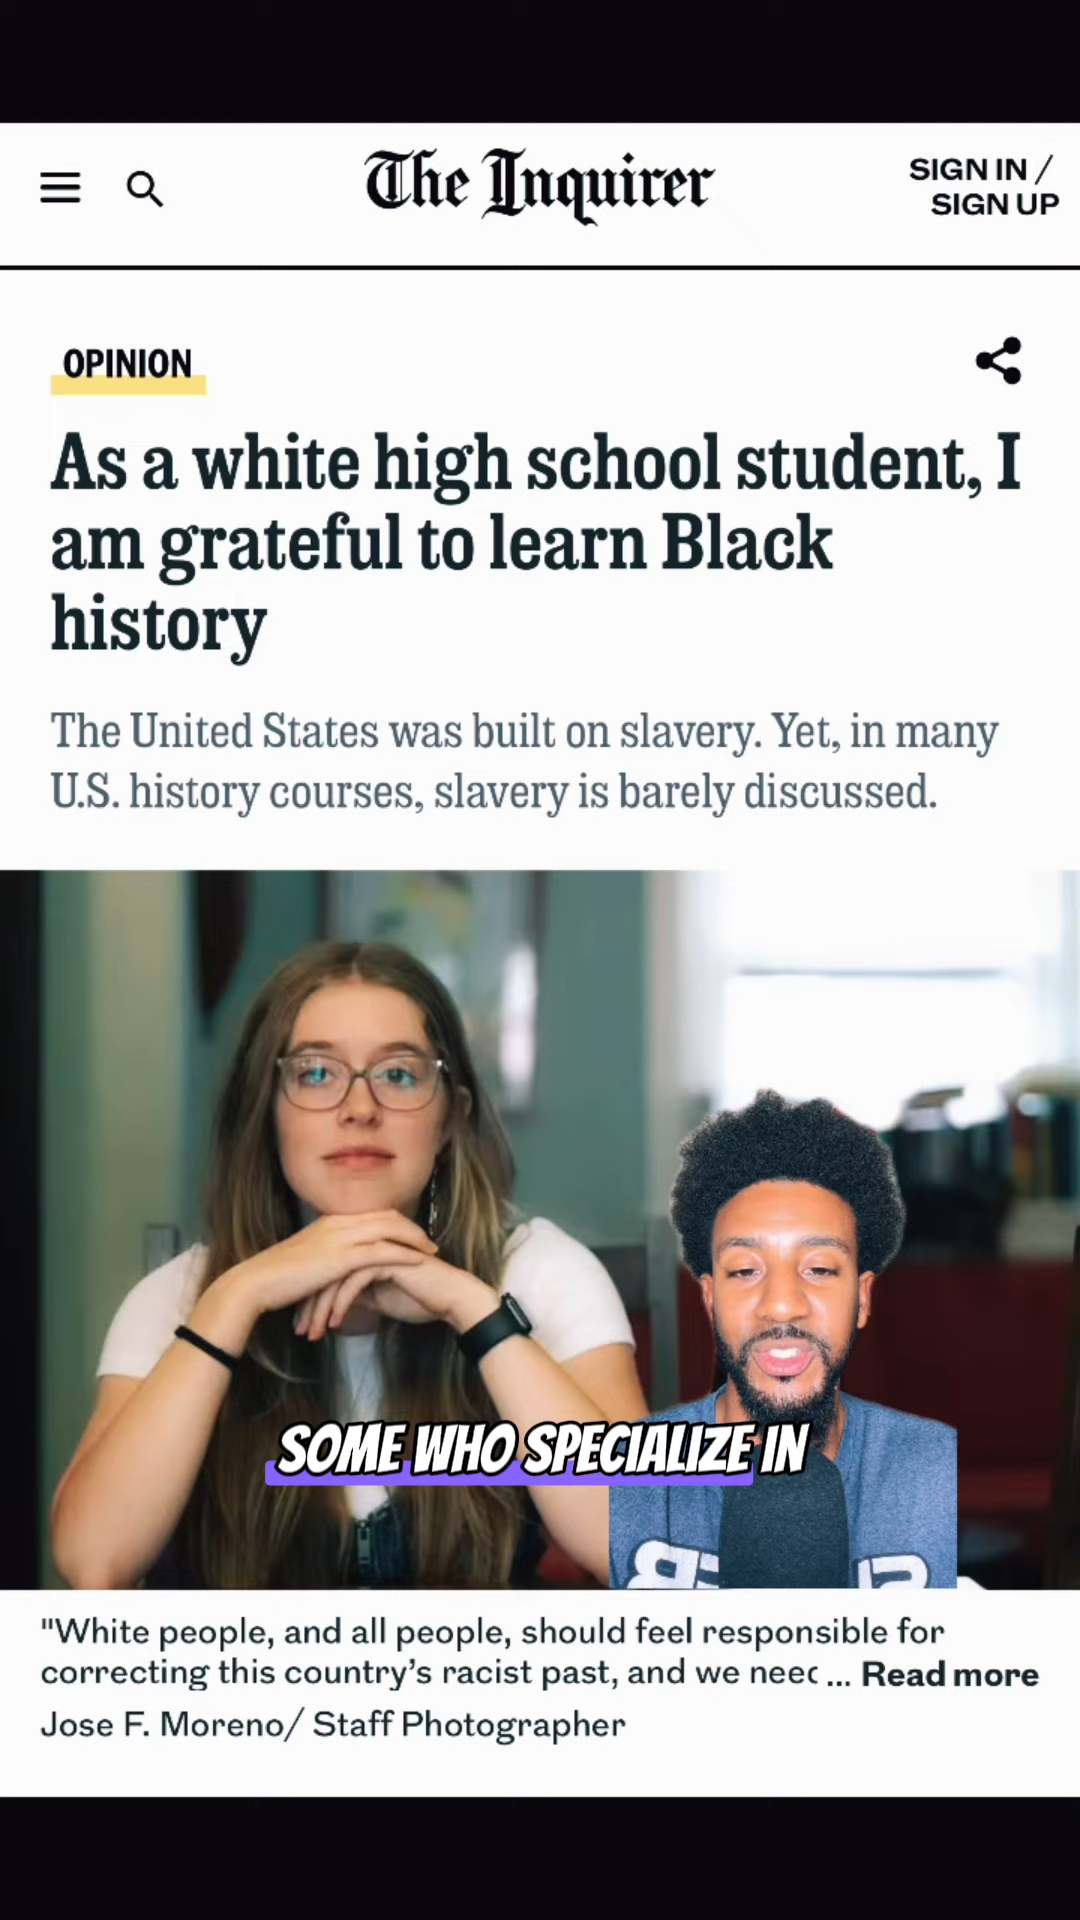 The Inquirer
SIGN IN /
SIGN UP
OPINION
As a white high school student, I
am grateful to learn Black
history
The United States was built on slavery. Yet, in many
U.S. history courses, slavery is barely discussed.
SOME WHO SPECIALIZE IN
"White people, and all people, should feel responsible for
correcting this country's racist past, and we need ... Read more
Jose F. Moreno/ Staff Photographer